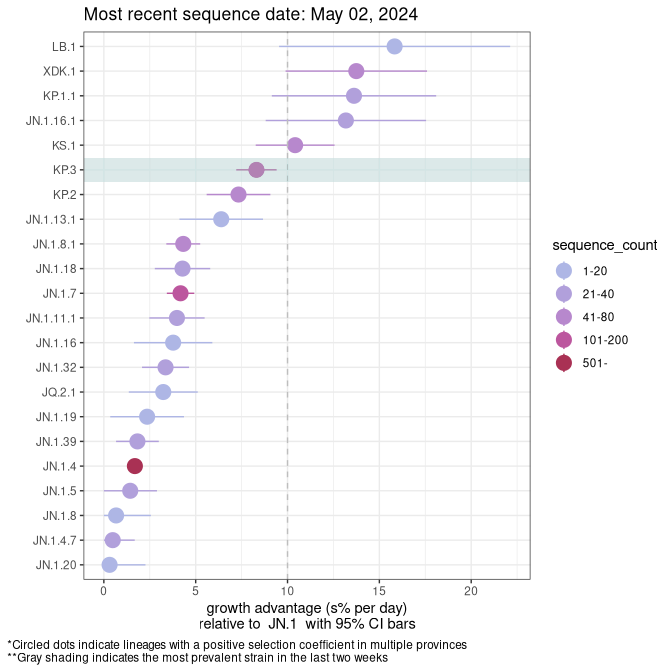 Most recent sequence date: May 02, 2024
LB.1
XDK.1
KP.1.1
JN.1.16.1
KS.1
KP.3
KP.2
JN.1.13.1
JN.1.8.1
JN.1.18
JN.1.7
JN.1.11.1
JN.1.16
JN.1.32
JQ.2.1
JN.1.19
JN.1.39
JN.1.4
JN.1.5
JN.1.8
JN.1.4.7
JN.1.20
0 5 10 15 20
growth advantage (s% per day)
relative to JN.1 with 95% CI bars
sequence_count
1-20
21-40
41-80
101-200
501-
*Circled dots indicate lineages with a positive selection coefficient in multiple provinces
**Gray shading indicates the most prevalent strain in the last two weeks